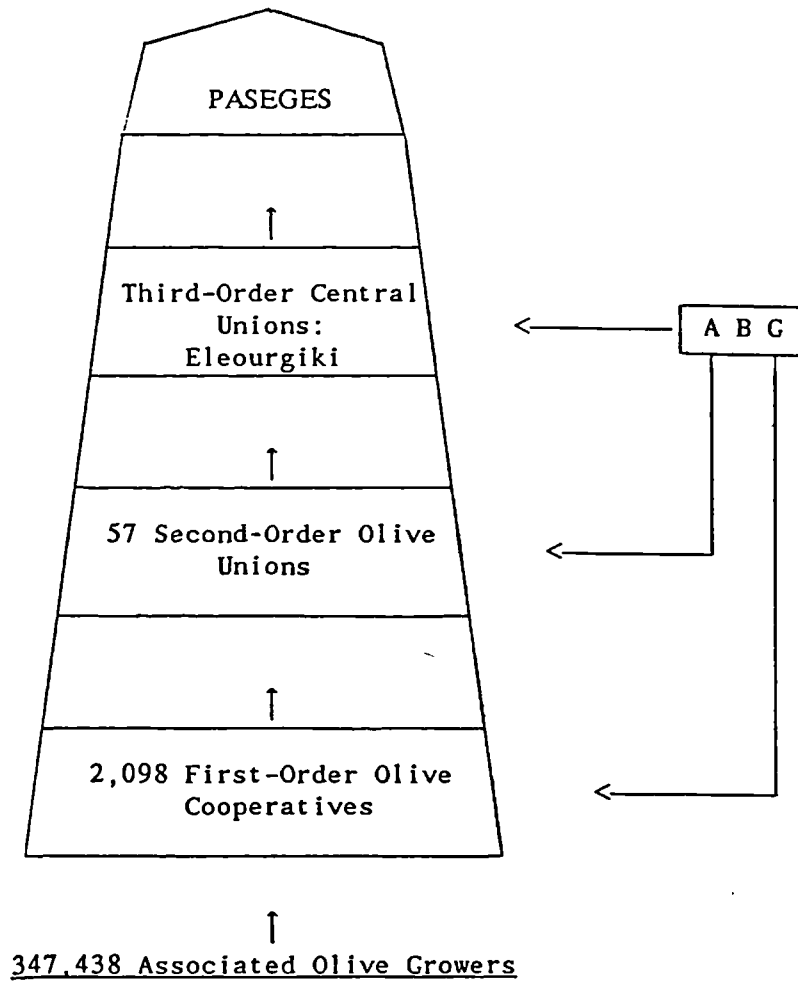 PASEGES
Third-Order Central
Unions:
Eleourgiki
A B G
57 Second-Order Olive
Unions
2,098 First-Order Olive
Cooperatives
347,438 Associated Olive Growers